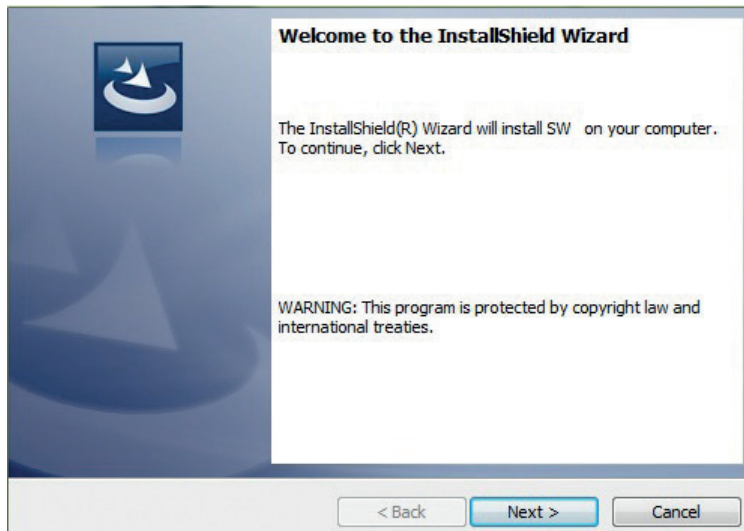 Welcome to the InstallShield Wizard
The InstallShield(R) Wizard will install SW on your computer.
To continue, click Next.
WARNING: This program is protected by copyright law and
international treaties.
< Back
Next >
Cancel